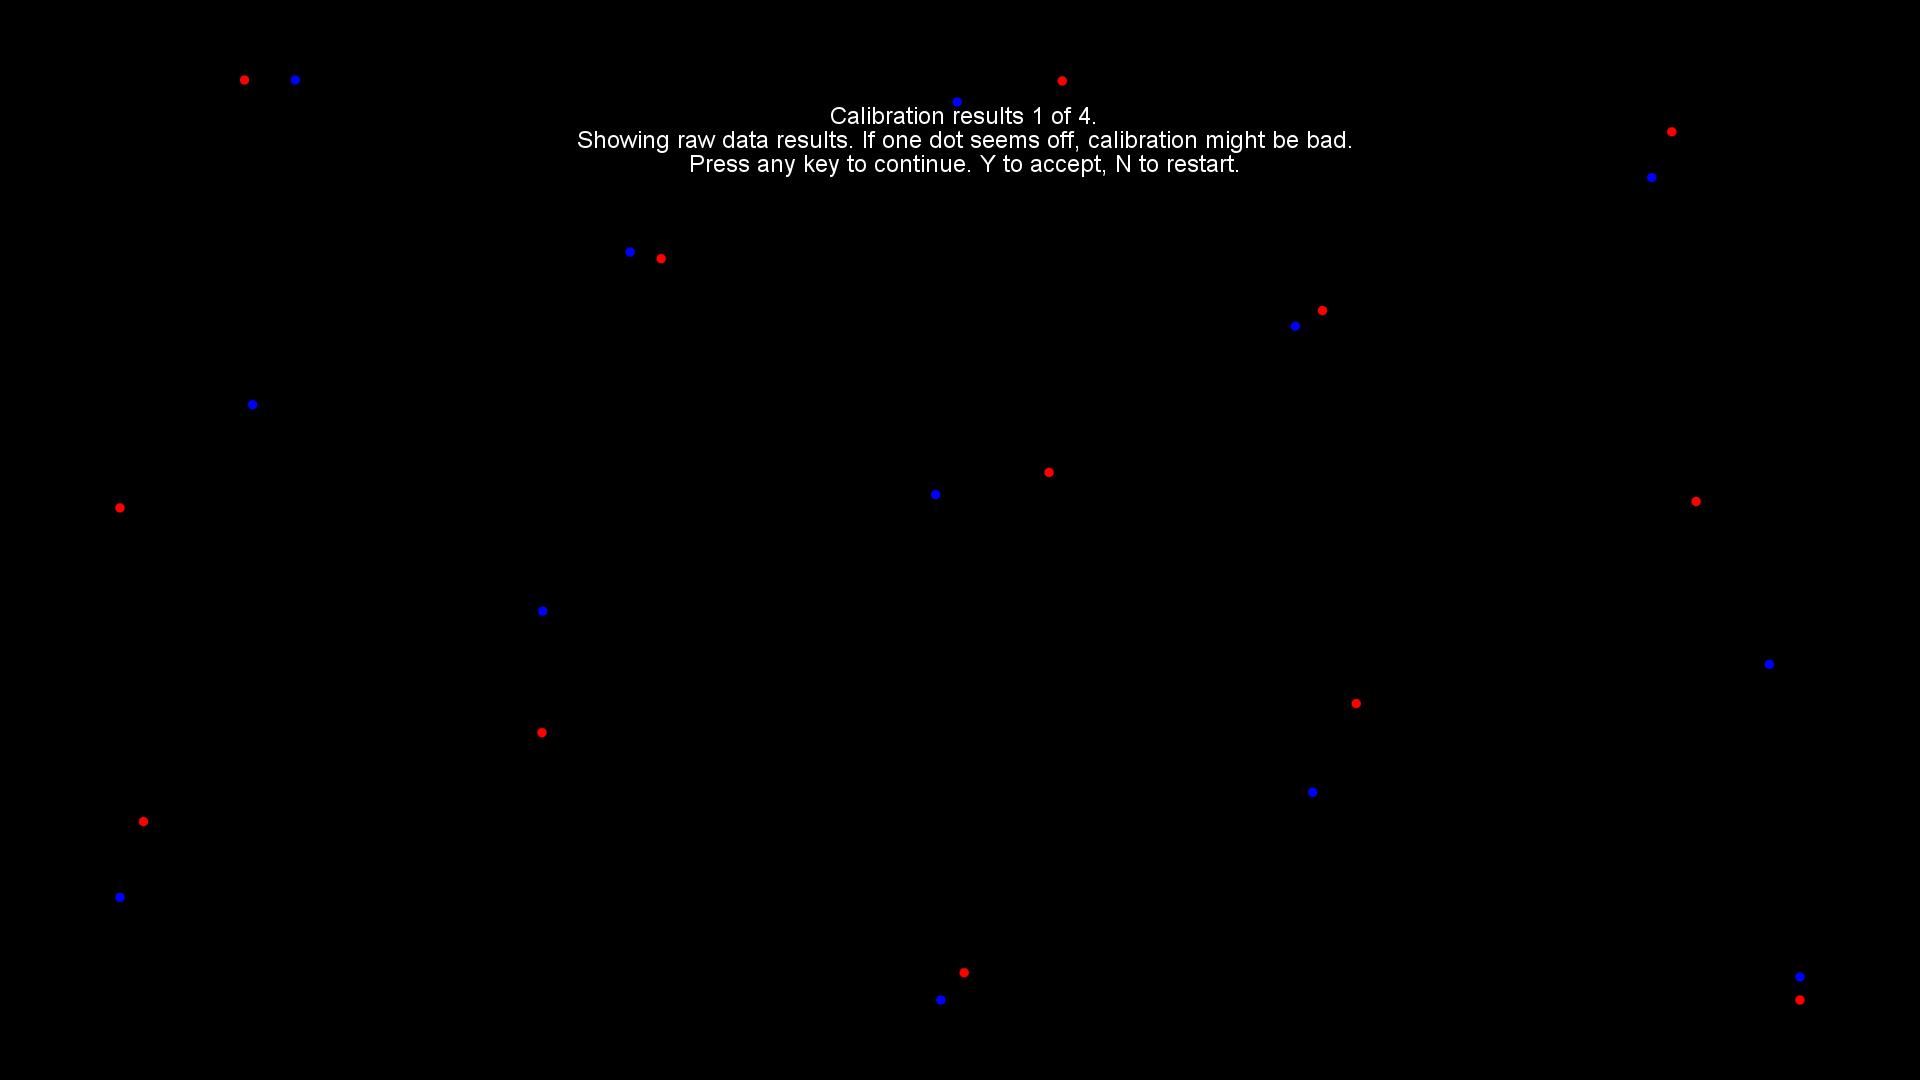 Calibration results 1 of 4.
Showing raw data results. If one dot seems off, calibration might be bad.
Press any key to continue. Y to accept, N to restart.